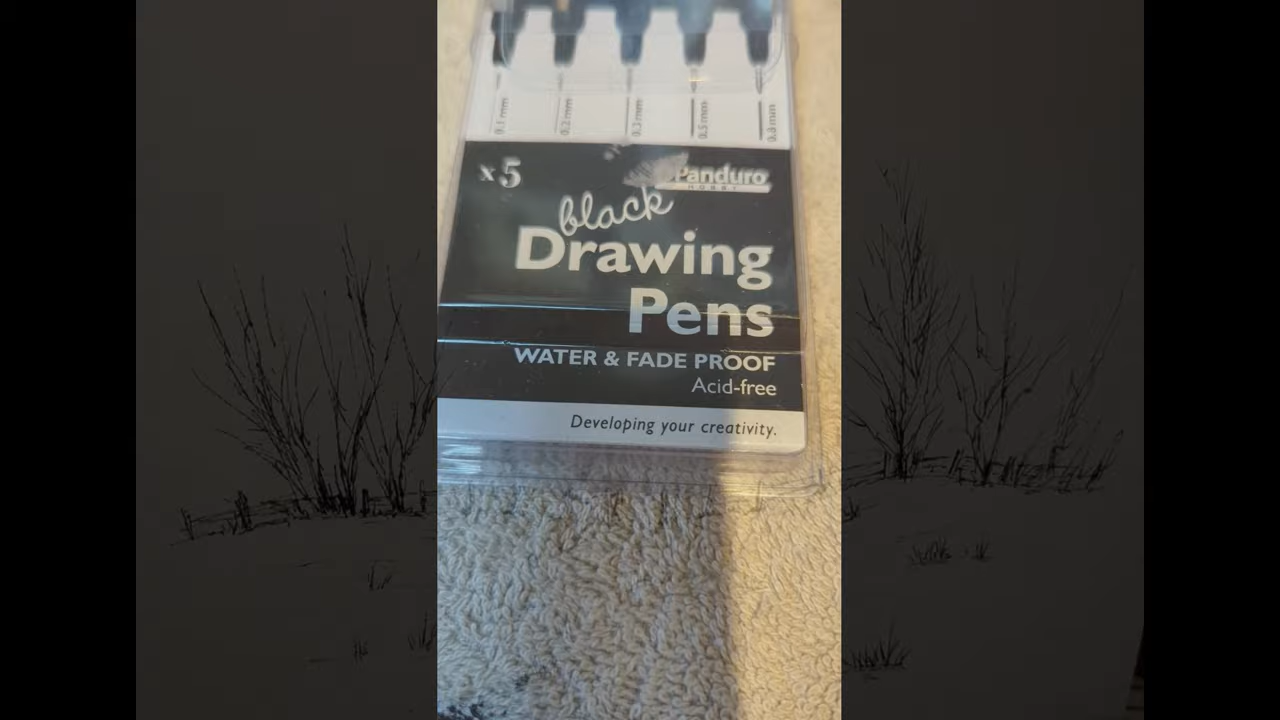 0.1 mm
0.2 mm
0.3 mm
0.5 mm
0.8 mm
x5
Panduro
HOBBY
black
Drawing
Pens
WATER & FADE PROOF
Acid-free
Developing your creativity.